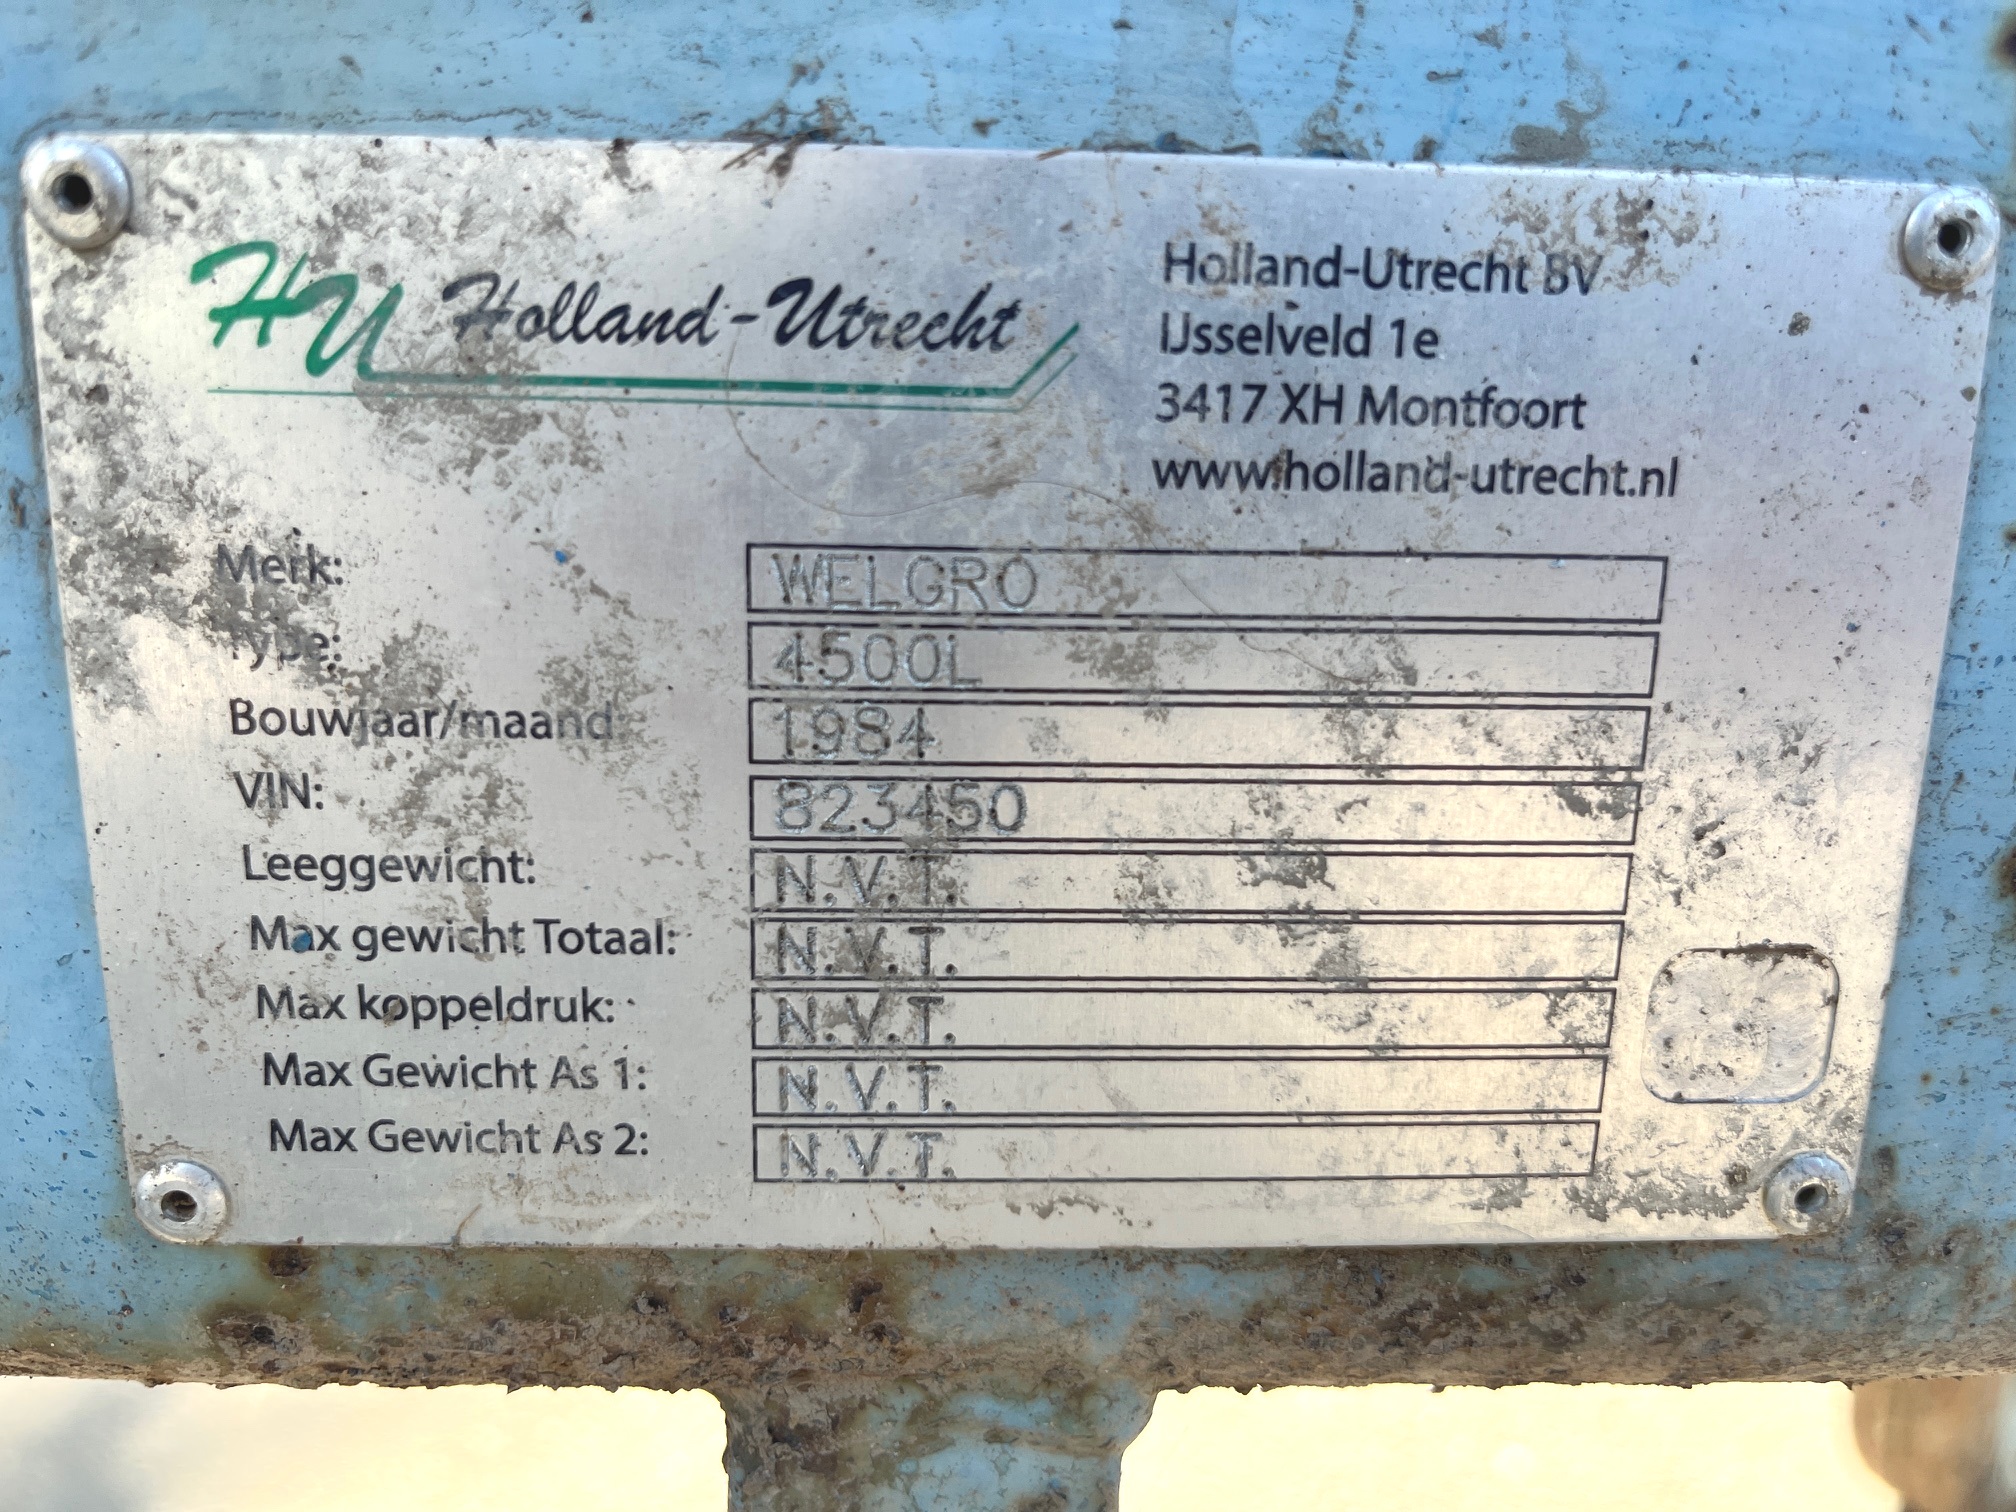 HU Holland-Utrecht
Holland-Utrecht BV
IJsselveld 1e
3417 XH Montfoort
www.holland-utrecht.nl
Merk: WELGRO
Type: 4500L
Bouwjaar/maand: 1984
VIN: 823450
Leeggewicht: N.V.T.
Max gewicht Totaal: N.V.T.
Max koppeldruk: N.V.T.
Max Gewicht As 1: N.V.T.
Max Gewicht As 2: N.V.T.